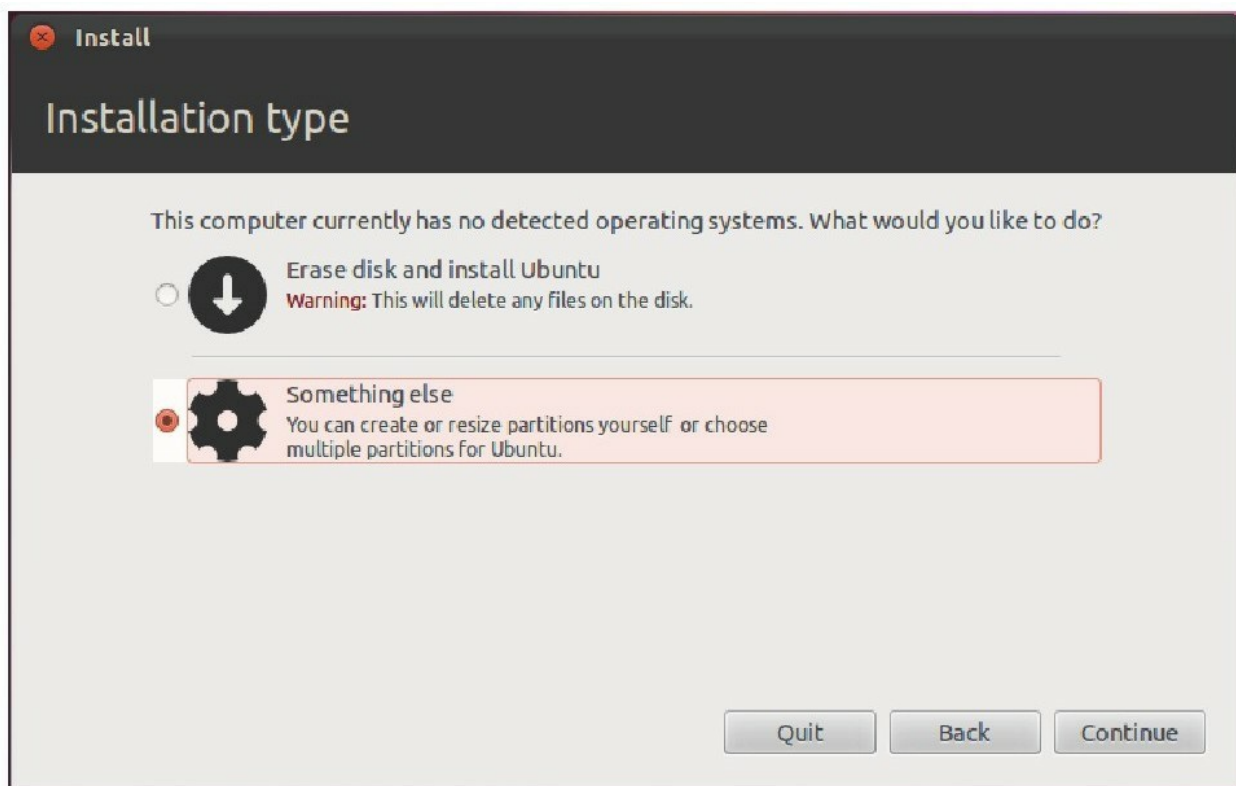 Install
Installation type
This computer currently has no detected operating systems. What would you like to do?
Erase disk and install Ubuntu
Warning: This will delete any files on the disk.
Something else
You can create or resize partitions yourself or choose
multiple partitions for Ubuntu.
Quit
Back
Continue